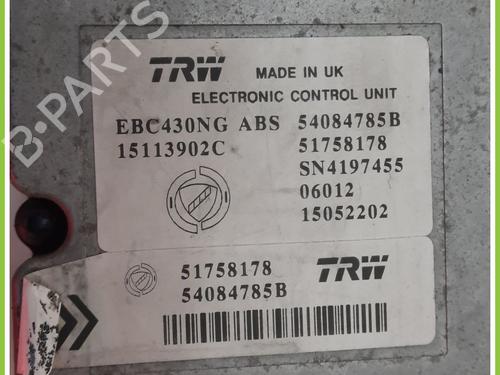 B-PARTS
TRW MADE IN UK
ELECTRONIC CONTROL UNIT
EBC430NG ABS 54084785B
15113902C 51758178
SN4197455
06012
15052202
51758178 TRW
54084785B